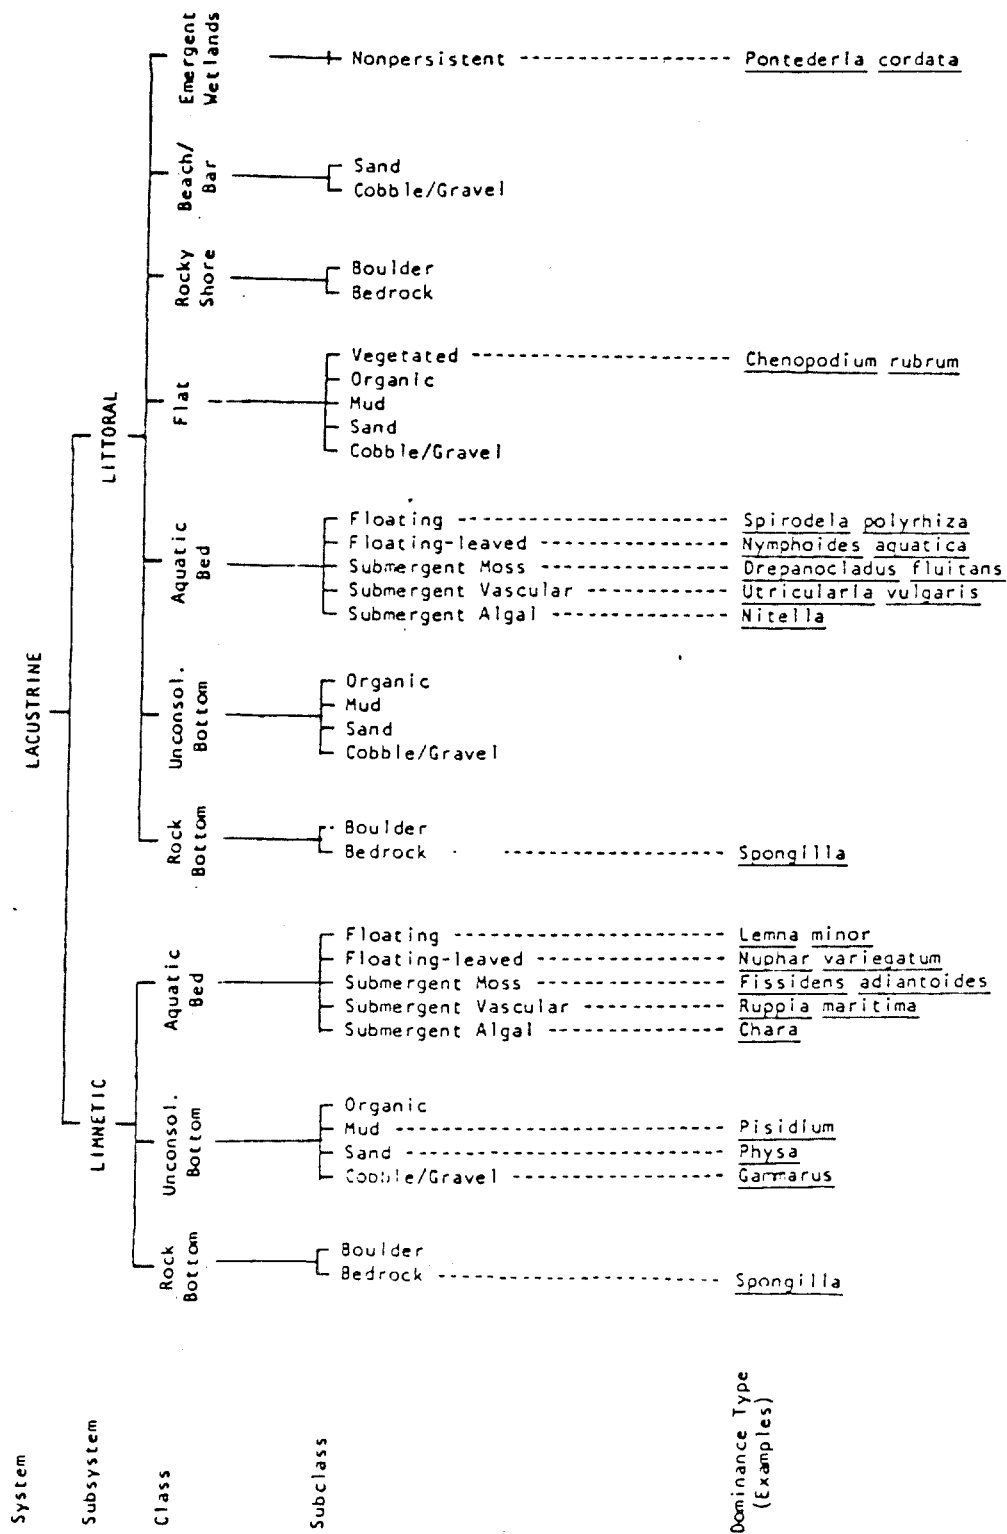 Emergent
Wetlands
Nonpersistent
Pontederia cordata
Beach/
Bar
Sand
Cobble/Gravel
Rocky
Shore
Boulder
Bedrock
Flat
Vegetated
Chenopodium rubrum
Organic
Mud
Sand
Cobble/Gravel
LITTORAL
Aquatic
Bed
Floating
Spirodela polyrhiza
Floating-leaved
Nymphoides aquatica
Submergent Moss
Drepanocladus fluitans
Submergent Vascular
Utricularia vulgaris
Submergent Algal
Nitella
LACUSTRINE
Unconsol.
Bottom
Organic
Mud
Sand
Cobble/Gravel
Rock
Bottom
Boulder
Bedrock
Spongilla
Aquatic
Bed
Floating
Lemna minor
Floating-leaved
Nuphar variegatum
Submergent Moss
Fissidens adiantoides
Submergent Vascular
Ruppia maritima
Submergent Algal
Chara
LIMNETIC
Unconsol.
Bottom
Organic
Mud
Pisidium
Sand
Physa
Cobble/Gravel
Gammarus
Rock
Bottom
Boulder
Bedrock
Spongilla
System
Subsystem
Class
Subclass
Dominance Type
(Examples)